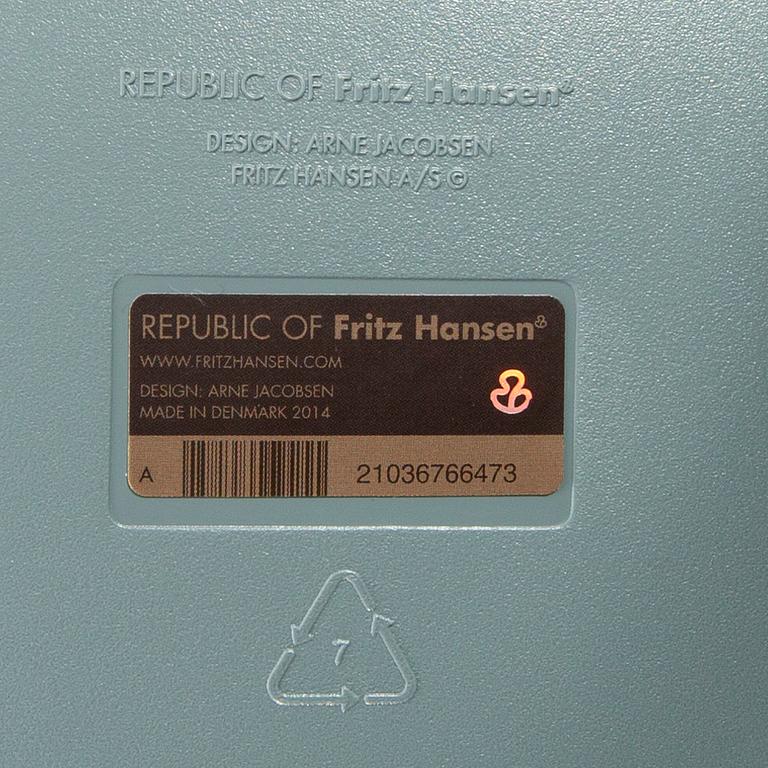 REPUBLIC OF Fritz Hansen
DESIGN: ARNE JACOBSEN
FRITZ HANSEN A/S ©
REPUBLIC OF Fritz Hansen
WWW.FRITZHANSEN.COM
DESIGN: ARNE JACOBSEN
MADE IN DENMARK 2014
A 21036766473
7